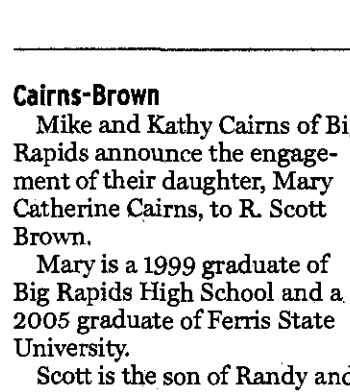 Cairns-Brown
Mike and Kathy Cairns of Bi
Rapids announce the engage-
ment of their daughter, Mary
Catherine Cairns, to R. Scott
Brown.
Mary is a 1999 graduate of
Big Rapids High School and a
2005 graduate of Ferris State
University.
Scott is the son of Randy and